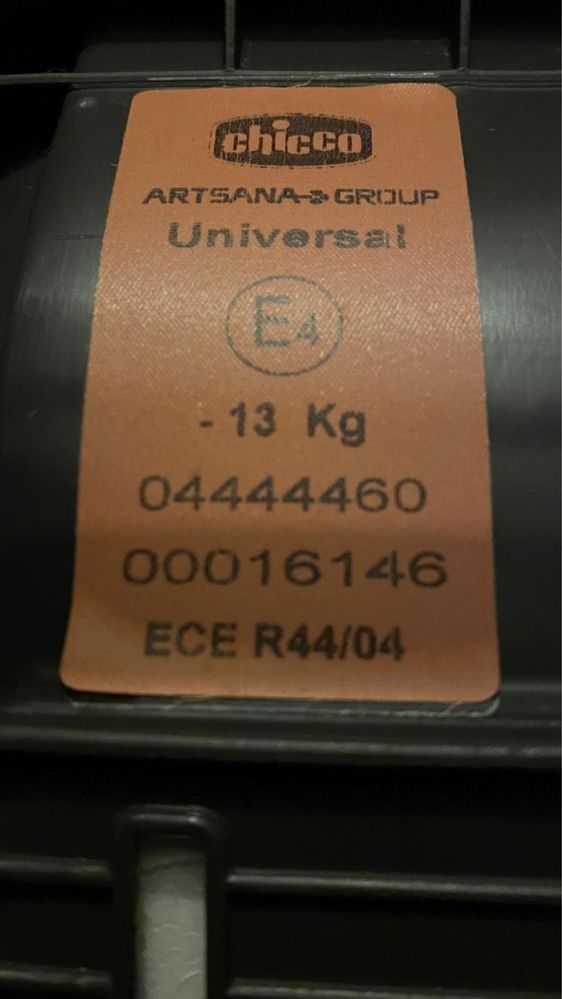 chicco
ARTSANA GROUP
Universal
E4
- 13 Kg
04444460
00016146
ECE R44/04